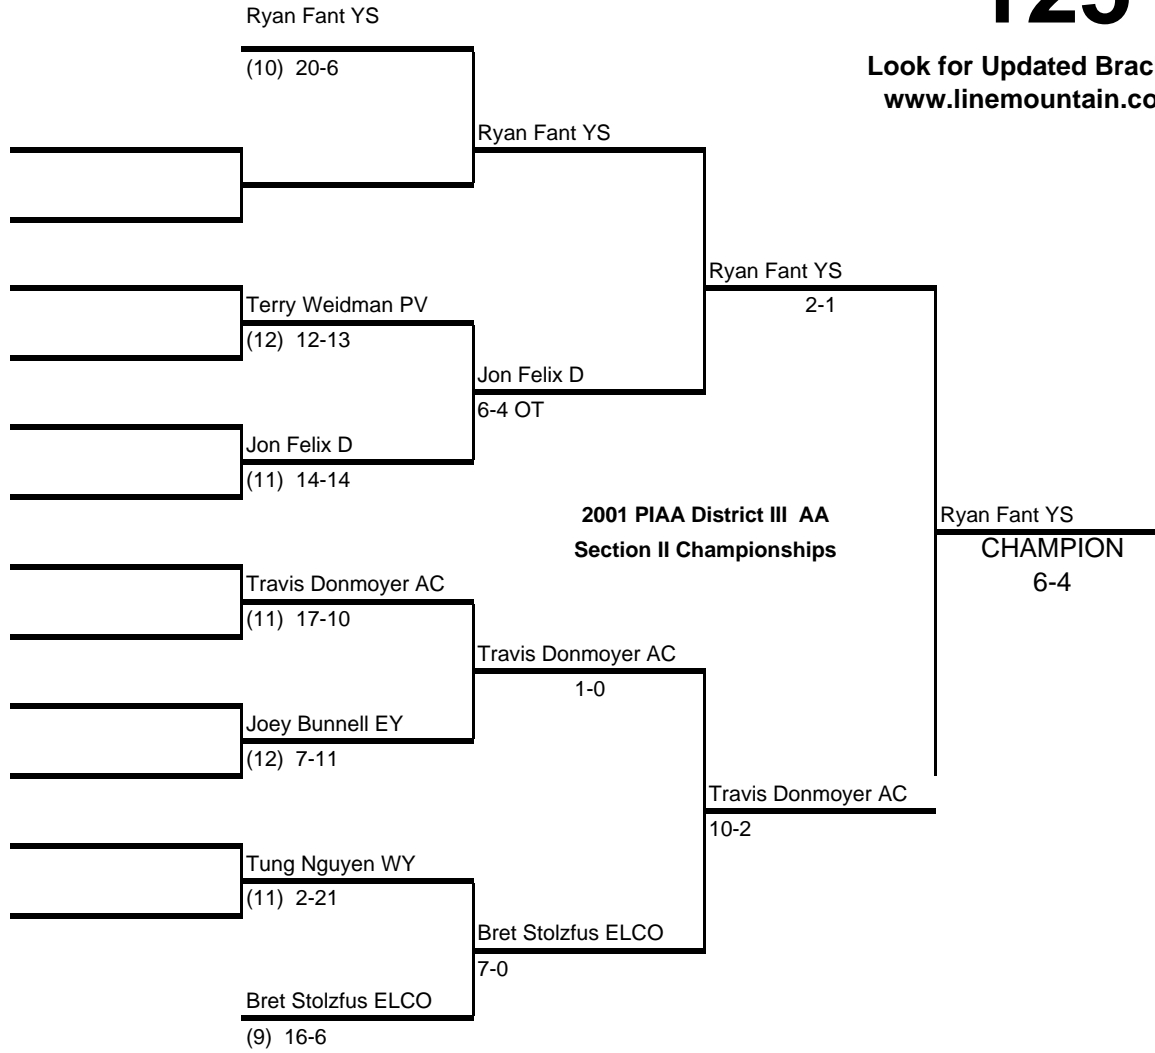 Ryan Fant YS
125
(10) 20-6
Look for Updated Brac
www.linemountain.co
Ryan Fant YS
Ryan Fant YS
2-1
Terry Weidman PV
(12) 12-13
Jon Felix D
6-4 OT
Jon Felix D
(11) 14-14
2001 PIAA District III AA
Section II Championships
Ryan Fant YS
CHAMPION
6-4
Travis Donmoyer AC
(11) 17-10
Travis Donmoyer AC
1-0
Joey Bunnell EY
(12) 7-11
Travis Donmoyer AC
10-2
Tung Nguyen WY
(11) 2-21
Bret Stolzfus ELCO
7-0
Bret Stolzfus ELCO
(9) 16-6